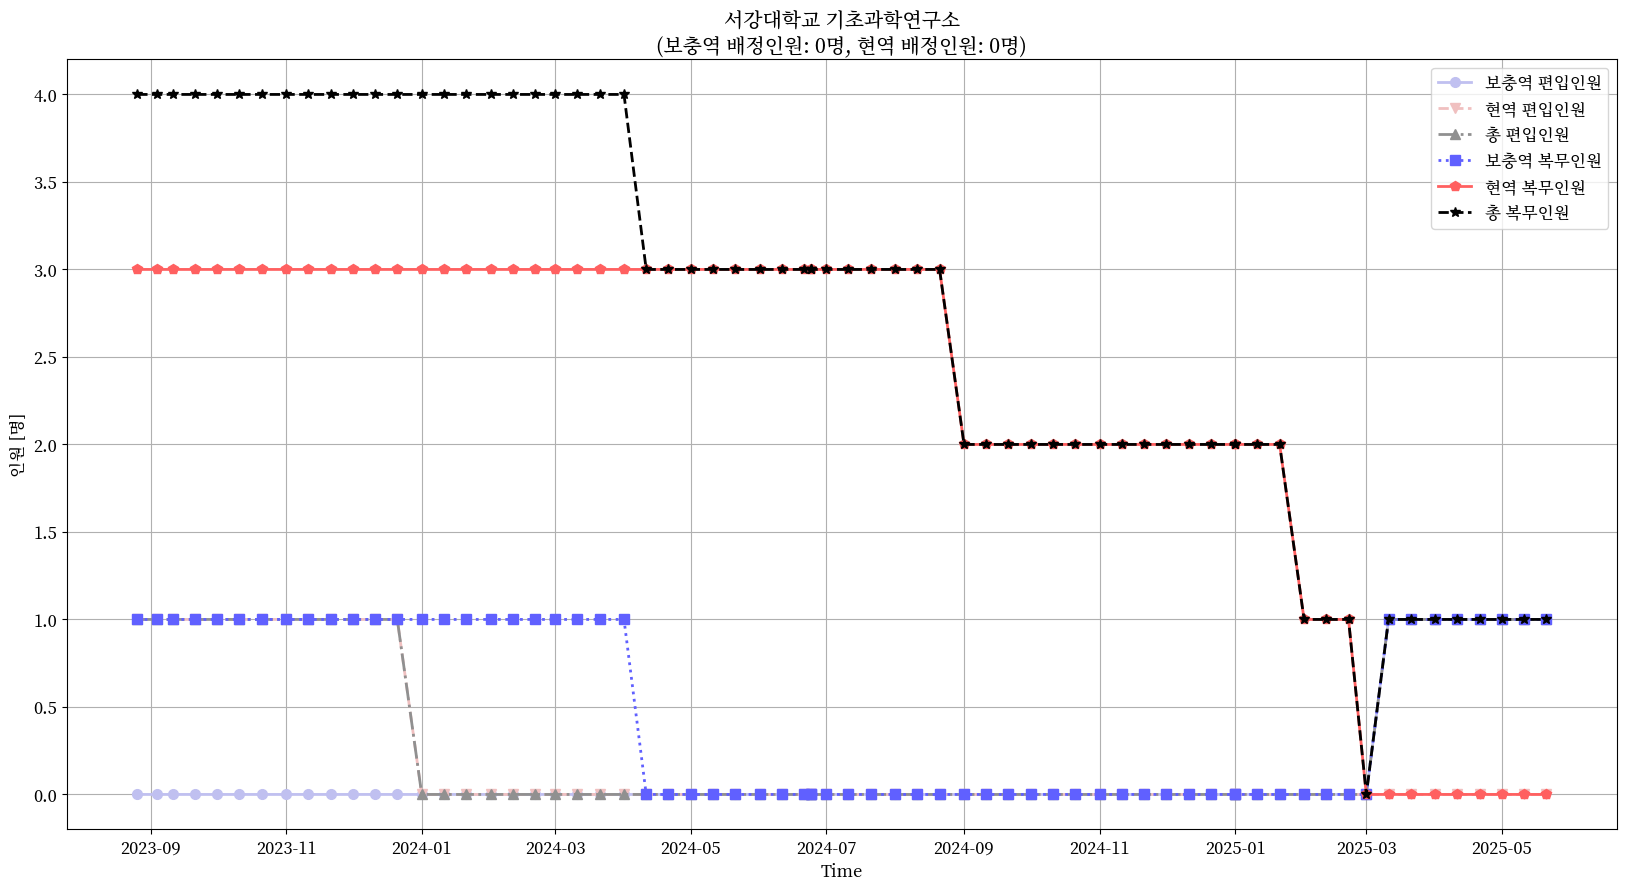 서강대학교 기초과학연구소
(보충역 배정인원: 0명, 현역 배정인원: 0명)
보충역 편입인원
현역 편입인원
총 편입인원
보충역 복무인원
현역 복무인원
총 복무인원
인원 [명]
4.0
3.5
3.0
2.5
2.0
1.5
1.0
0.5
0.0
2023-09 2023-11 2024-01 2024-03 2024-05 2024-07 2024-09 2024-11 2025-01 2025-03 2025-05
Time